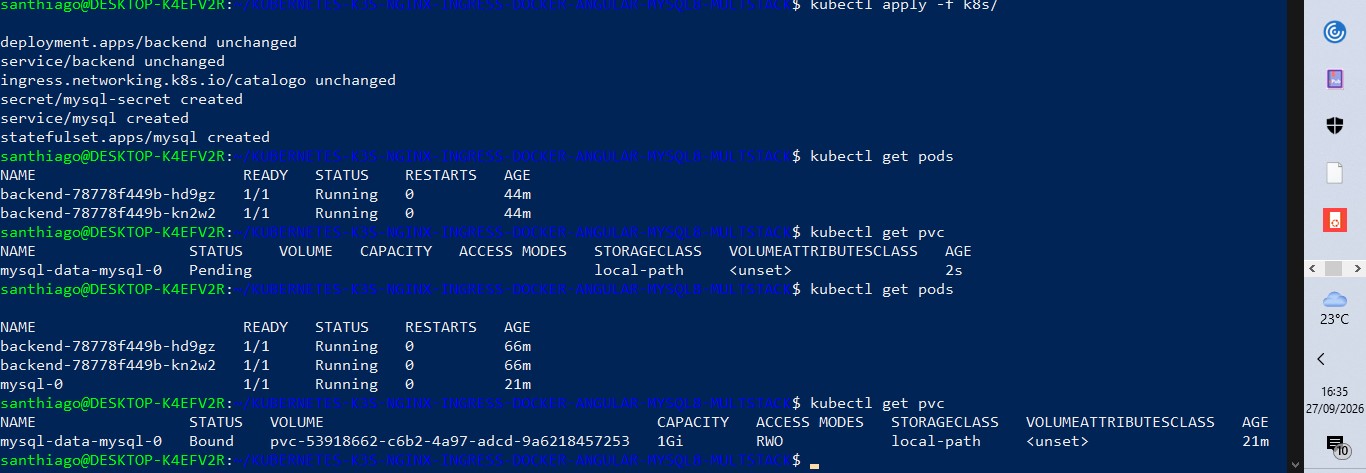 santhiago@DESKTOP-K4EFV2R:~/KUBERNETES-K3S-NGINX-INGRESS-DOCKER-ANGULAR-MYSQL8-MULTSTACK$ kubectl apply -f k8s/
deployment.apps/backend unchanged
service/backend unchanged
ingress.networking.k8s.io/catalogo unchanged
secret/mysql-secret created
service/mysql created
statefulset.apps/mysql created
santhiago@DESKTOP-K4EFV2R:~/KUBERNETES-K3S-NGINX-INGRESS-DOCKER-ANGULAR-MYSQL8-MULTSTACK$ kubectl get pods
NAME READY STATUS RESTARTS AGE
backend-78778f449b-hd9gz 1/1 Running 0 44m
backend-78778f449b-kn2w2 1/1 Running 0 44m
santhiago@DESKTOP-K4EFV2R:~/KUBERNETES-K3S-NGINX-INGRESS-DOCKER-ANGULAR-MYSQL8-MULTSTACK$ kubectl get pvc
NAME STATUS VOLUME CAPACITY ACCESS MODES STORAGECLASS VOLUMEATTRIBUTESCLASS AGE
mysql-data-mysql-0 Pending local-path <unset> 2s
santhiago@DESKTOP-K4EFV2R:~/KUBERNETES-K3S-NGINX-INGRESS-DOCKER-ANGULAR-MYSQL8-MULTSTACK$ kubectl get pods
NAME READY STATUS RESTARTS AGE
backend-78778f449b-hd9gz 1/1 Running 0 66m
backend-78778f449b-kn2w2 1/1 Running 0 66m
mysql-0 1/1 Running 0 21m
santhiago@DESKTOP-K4EFV2R:~/KUBERNETES-K3S-NGINX-INGRESS-DOCKER-ANGULAR-MYSQL8-MULTSTACK$ kubectl get pvc
NAME STATUS VOLUME CAPACITY ACCESS MODES STORAGECLASS VOLUMEATTRIBUTESCLASS AGE
mysql-data-mysql-0 Bound pvc-53918662-c6b2-4a97-adcd-9a6218457253 1Gi RWO local-path <unset> 21m
santhiago@DESKTOP-K4EFV2R:~/KUBERNETES-K3S-NGINX-INGRESS-DOCKER-ANGULAR-MYSQL8-MULTSTACK$
23°C
16:35
27/09/2026
10